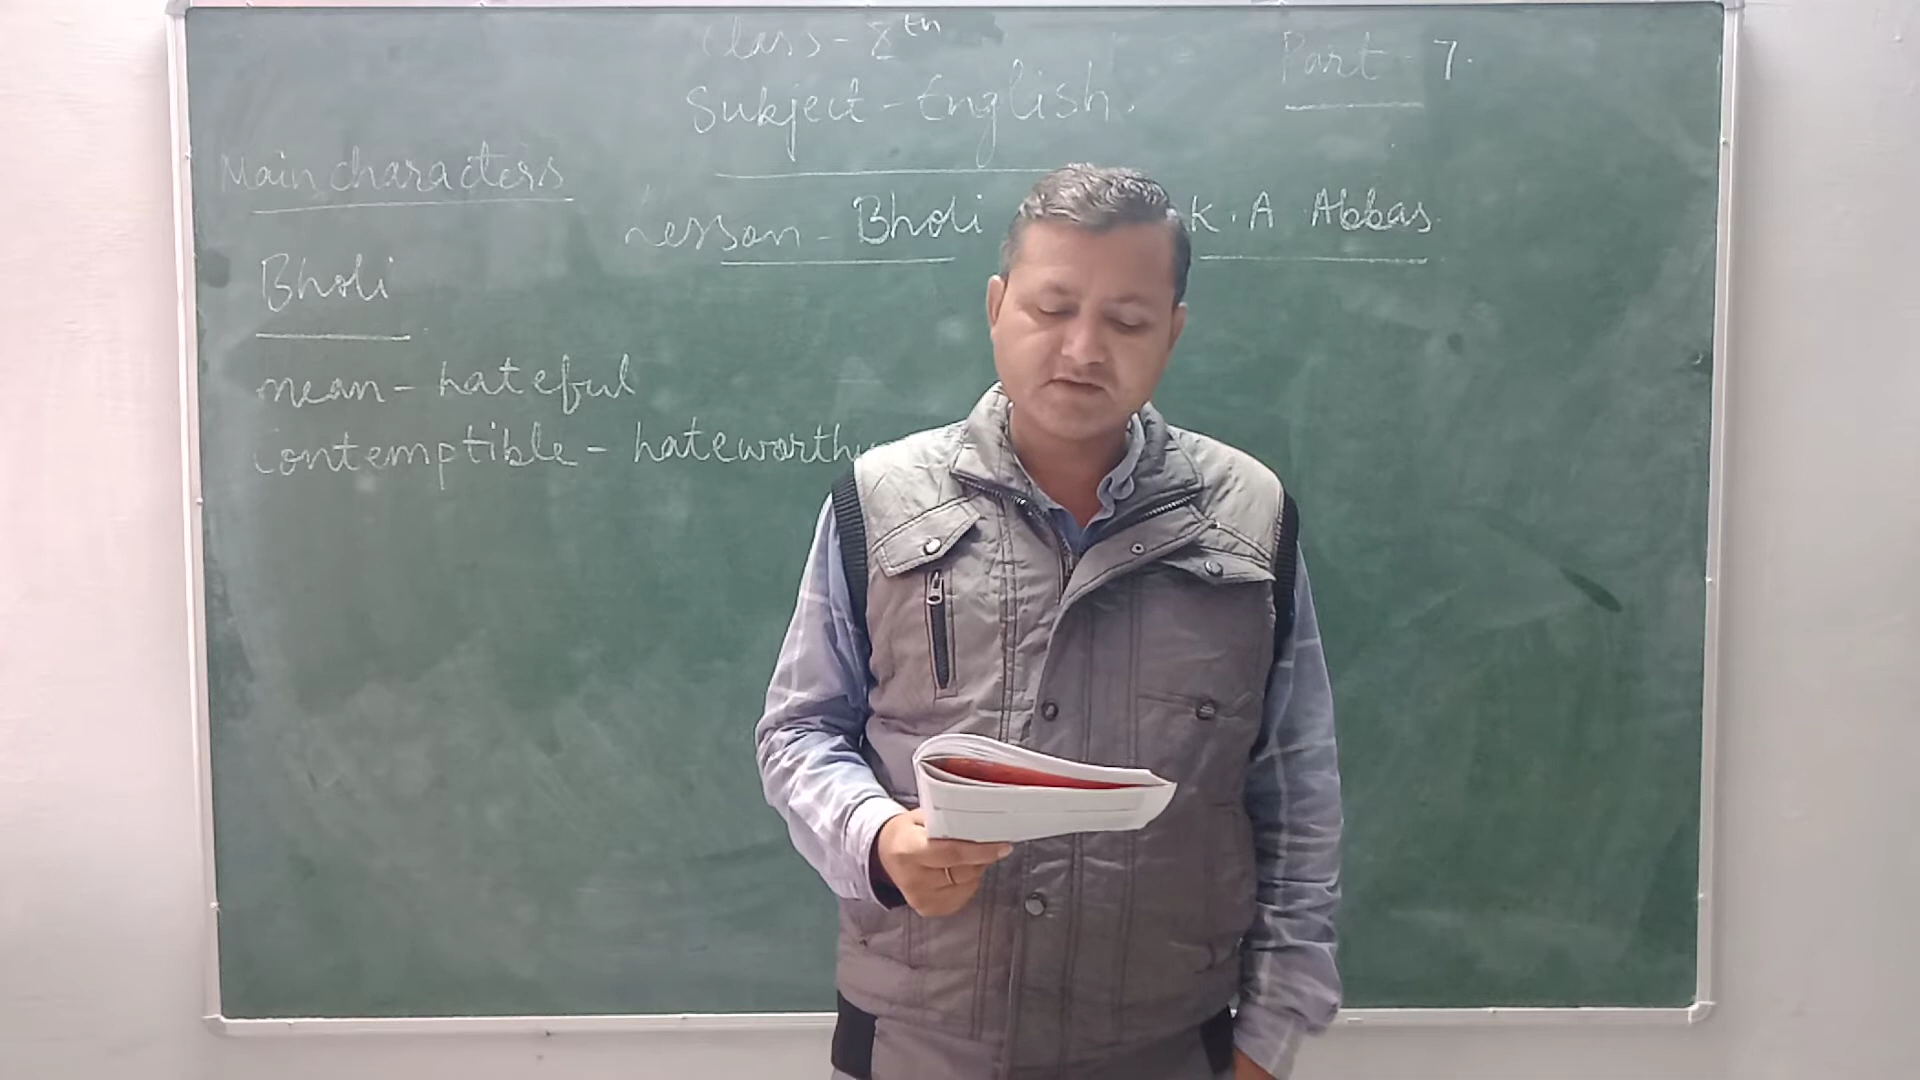 Class - 8th
Part - 7.
Subject - English.
Main characters
Lesson - Bholi K. A Abbas.
Bholi
mean - hateful
Contemptible - hateworthy